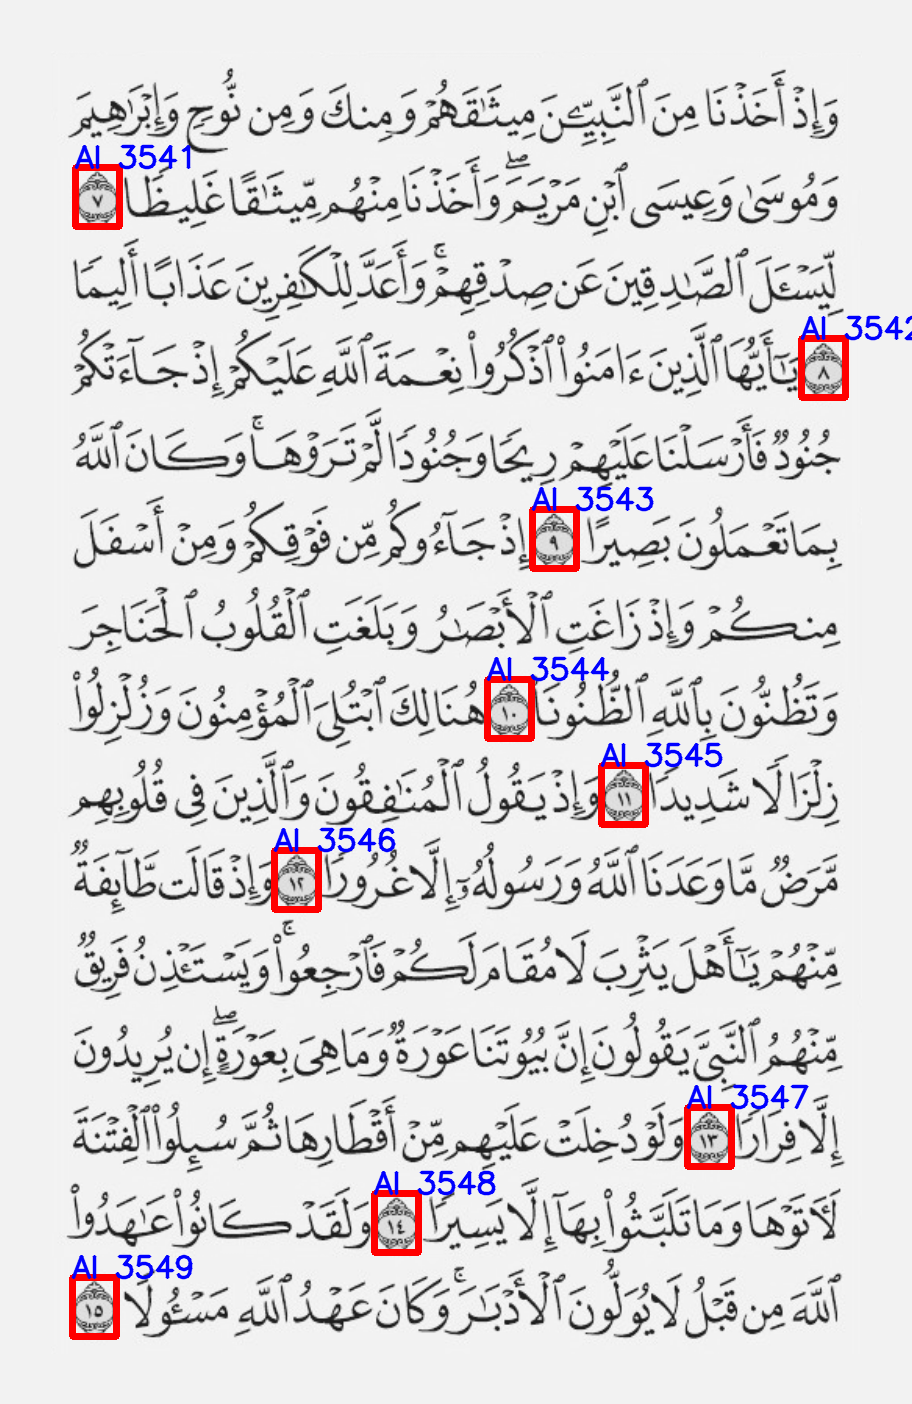 وَإِذْ أَخَذْنَا مِنَ ٱلنَّبِيِّـۧنَ مِيثَـٰقَهُمْ وَمِنكَ وَمِن نُّوحٍ وَإِبْرَٰهِيمَ
وَمُوسَىٰ وَعِيسَى ٱبْنِ مَرْيَمَ ۖ وَأَخَذْنَا مِنْهُم مِّيثَـٰقًا غَلِيظًا ٧ AI 3541
لِّيَسْـَٔلَ ٱلصَّـٰدِقِينَ عَن صِدْقِهِمْ ۚ وَأَعَدَّ لِلْكَـٰفِرِينَ عَذَابًا أَلِيمًا
AI 3542 ٨ يَـٰٓأَيُّهَا ٱلَّذِينَ ءَامَنُوا۟ ٱذْكُرُوا۟ نِعْمَةَ ٱللَّهِ عَلَيْكُمْ إِذْ جَآءَتْكُمْ
جُنُودٌ فَأَرْسَلْنَا عَلَيْهِمْ رِيحًا وَجُنُودًا لَّمْ تَرَوْهَا ۚ وَكَانَ ٱللَّهُ
بِمَا تَعْمَلُونَ بَصِيرًا ٩ AI 3543 إِذْ جَآءُوكُم مِّن فَوْقِكُمْ وَمِنْ أَسْفَلَ
مِنكُمْ وَإِذْ زَاغَتِ ٱلْأَبْصَـٰرُ وَبَلَغَتِ ٱلْقُلُوبُ ٱلْحَنَاجِرَ
وَتَظُنُّونَ بِٱللَّهِ ٱلظُّنُونَا۠ ١٠ AI 3544 هُنَالِكَ ٱبْتُلِىَ ٱلْمُؤْمِنُونَ وَزُلْزِلُوا۟
زِلْزَالًا شَدِيدًا ١١ AI 3545 وَإِذْ يَقُولُ ٱلْمُنَـٰفِقُونَ وَٱلَّذِينَ فِى قُلُوبِهِم
مَّرَضٌ مَّا وَعَدَنَا ٱللَّهُ وَرَسُولُهُۥٓ إِلَّا غُرُورًا ١٢ AI 3546 وَإِذْ قَالَت طَّآئِفَةٌ
مِّنْهُمْ يَـٰٓأَهْلَ يَثْرِبَ لَا مُقَامَ لَكُمْ فَٱرْجِعُوا۟ ۚ وَيَسْتَـْٔذِنُ فَرِيقٌ
مِّنْهُمُ ٱلنَّبِىَّ يَقُولُونَ إِنَّ بُيُوتَنَا عَوْرَةٌ وَمَا هِىَ بِعَوْرَةٍ ۖ إِن يُرِيدُونَ
إِلَّا فِرَارًا ١٣ AI 3547 وَلَوْ دُخِلَتْ عَلَيْهِم مِّنْ أَقْطَارِهَا ثُمَّ سُئِلُوا۟ ٱلْفِتْنَةَ
لَـَٔاتَوْهَا وَمَا تَلَبَّثُوا۟ بِهَآ إِلَّا يَسِيرًا ١٤ AI 3548 وَلَقَدْ كَانُوا۟ عَـٰهَدُوا۟
ٱللَّهَ مِن قَبْلُ لَا يُوَلُّونَ ٱلْأَدْبَـٰرَ ۚ وَكَانَ عَهْدُ ٱللَّهِ مَسْـُٔولًا ١٥ AI 3549